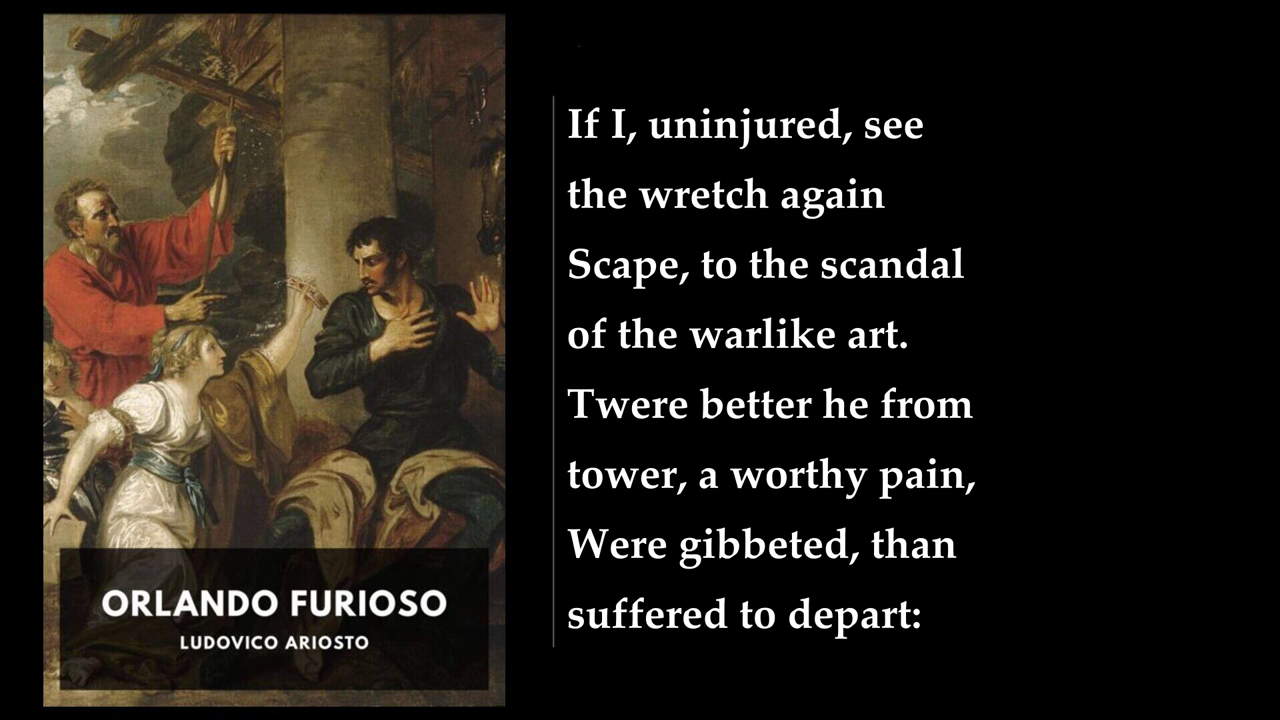 ORLANDO FURIOSO
LUDOVICO ARIOSTO
If I, uninjured, see
the wretch again
Scape, to the scandal
of the warlike art.
Twere better he from
tower, a worthy pain,
Were gibbeted, than
suffered to depart: